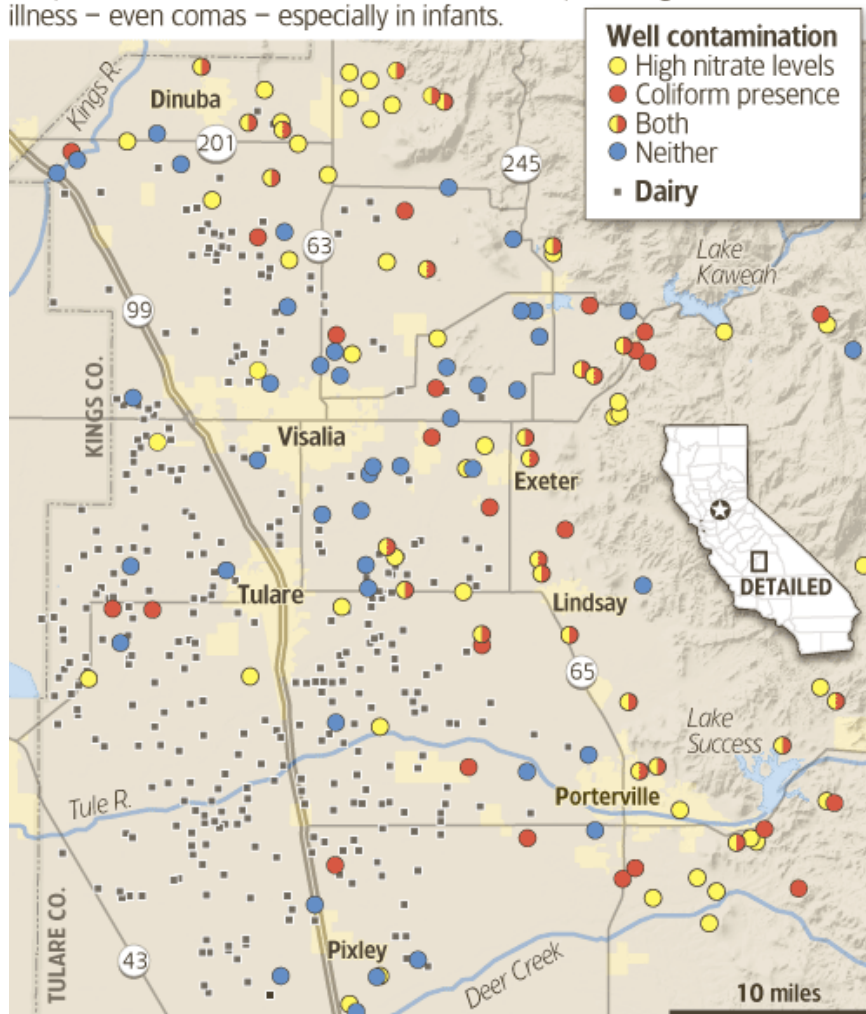 illness – even comas – especially in infants.
Well contamination
High nitrate levels
Coliform presence
Both
Neither
Dairy
Kings R.
Dinuba
201
245
63
Lake
Kaweah
99
KINGS CO.
Visalia
Exeter
DETAILED
Tulare
Lindsay
65
Lake
Success
Tule R.
Porterville
TULARE CO.
43
Pixley
Deer Creek
10 miles